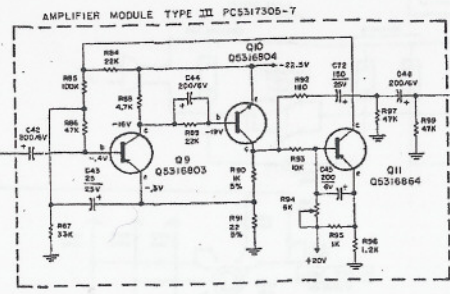 AMPLIFIER MODULE TYPE III PC5317305-7
Q10
Q5316804
-22.5V
R84
22K
R85
100K
R88
4.7K
C44
200/6V
R92
180
C72
150
25V
C48
200/6V
R86
47K
-16V
R89
22K
-19V
R97
47K
R99
47K
C42
200/6V
-.4V
b
c
e
Q9
Q5316803
C43
25
25V
-.3V
R90
1K
5%
R93
10K
C45
200
6V
Q11
Q5316864
R87
33K
R91
22
5%
R94
5K
R95
1K
R96
1.2K
+20V